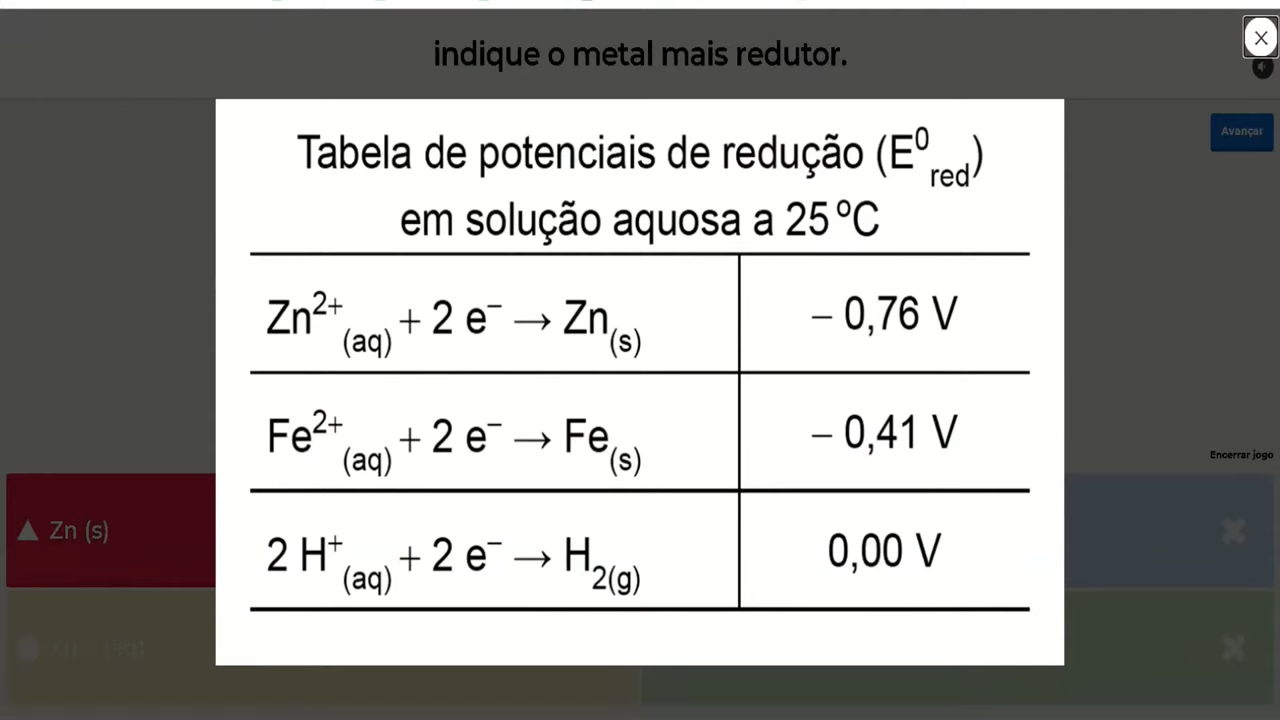 indique o metal mais redutor.
Avançar
Tabela de potenciais de redução (E⁰red)
em solução aquosa a 25 ºC
Zn²⁺(aq) + 2 e⁻ → Zn(s) − 0,76 V
Fe²⁺(aq) + 2 e⁻ → Fe(s) − 0,41 V
2 H⁺(aq) + 2 e⁻ → H₂(g) 0,00 V
Encerrar jogo
Zn (s)